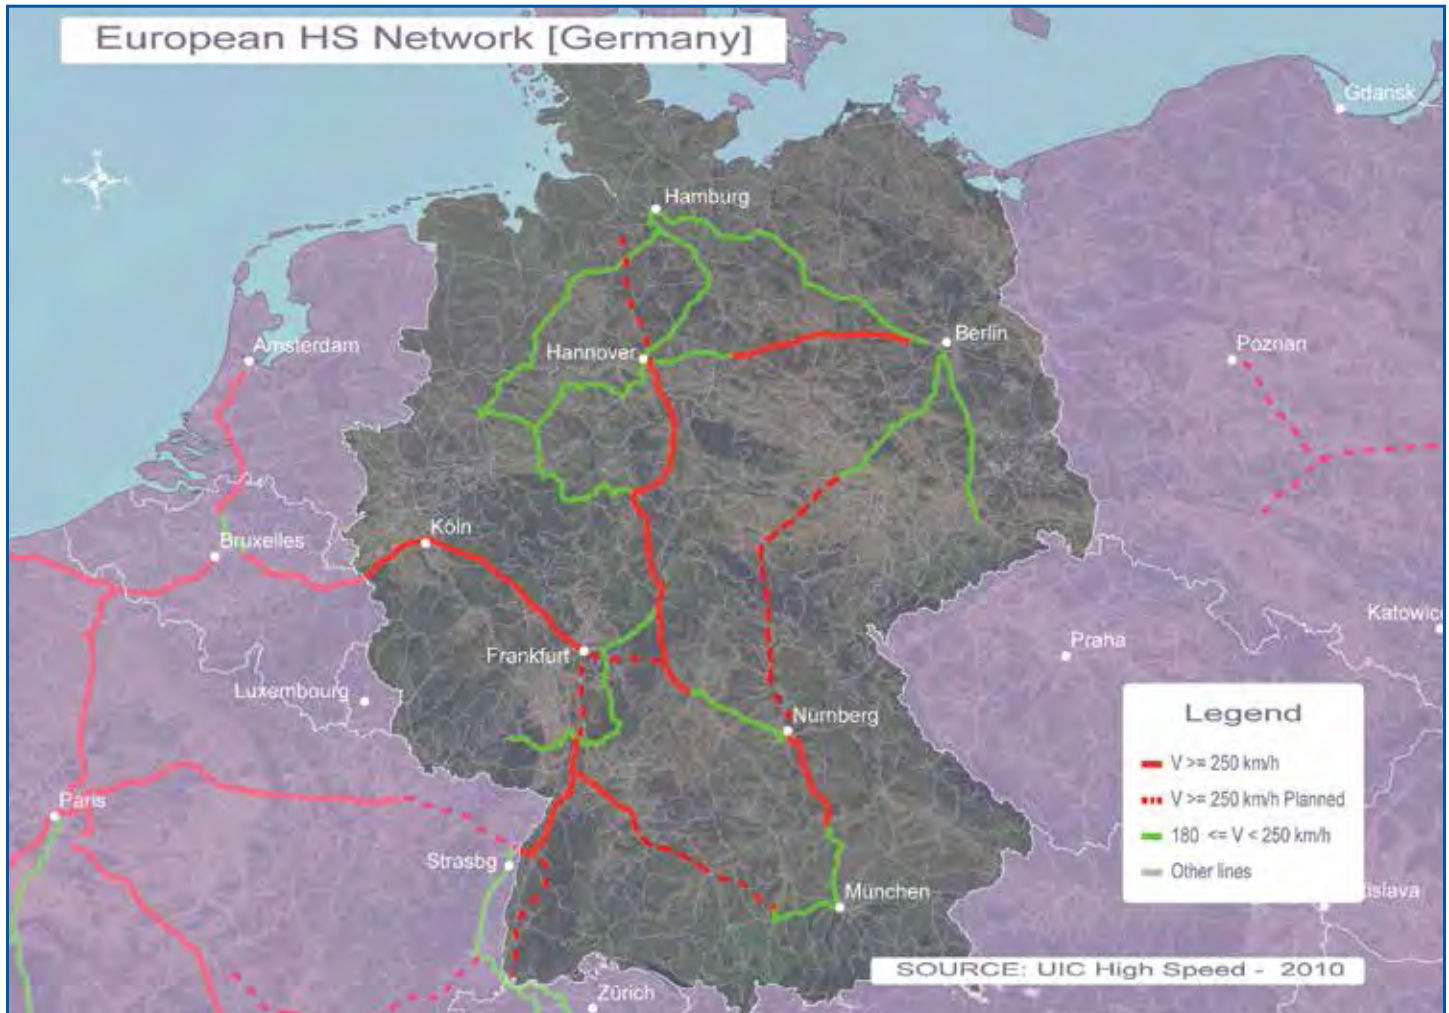 European HS Network [Germany]
Gdansk
Hamburg
Berlin
Hannover
Amsterdam
Poznan
Köln
Bruxelles
Katowic
Praha
Frankfurt
Luxembourg
Nürnberg
Legend
V >= 250 km/h
V >= 250 km/h Planned
180 <= V < 250 km/h
Other lines
Paris
Strasbg
München
islava
SOURCE: UIC High Speed - 2010
Zürich